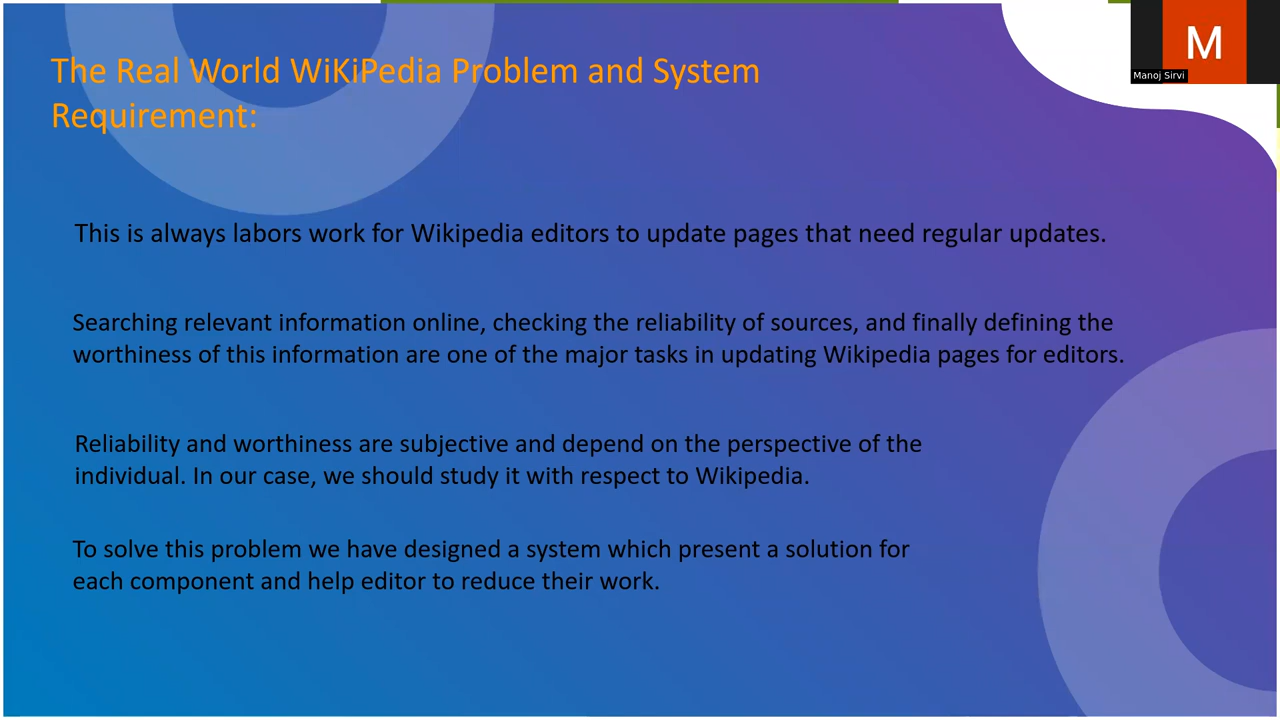 The Real World WiKiPedia Problem and System
Requirement:
M
Manoj Sirvi
This is always labors work for Wikipedia editors to update pages that need regular updates.
Searching relevant information online, checking the reliability of sources, and finally defining the
worthiness of this information are one of the major tasks in updating Wikipedia pages for editors.
Reliability and worthiness are subjective and depend on the perspective of the
individual. In our case, we should study it with respect to Wikipedia.
To solve this problem we have designed a system which present a solution for
each component and help editor to reduce their work.